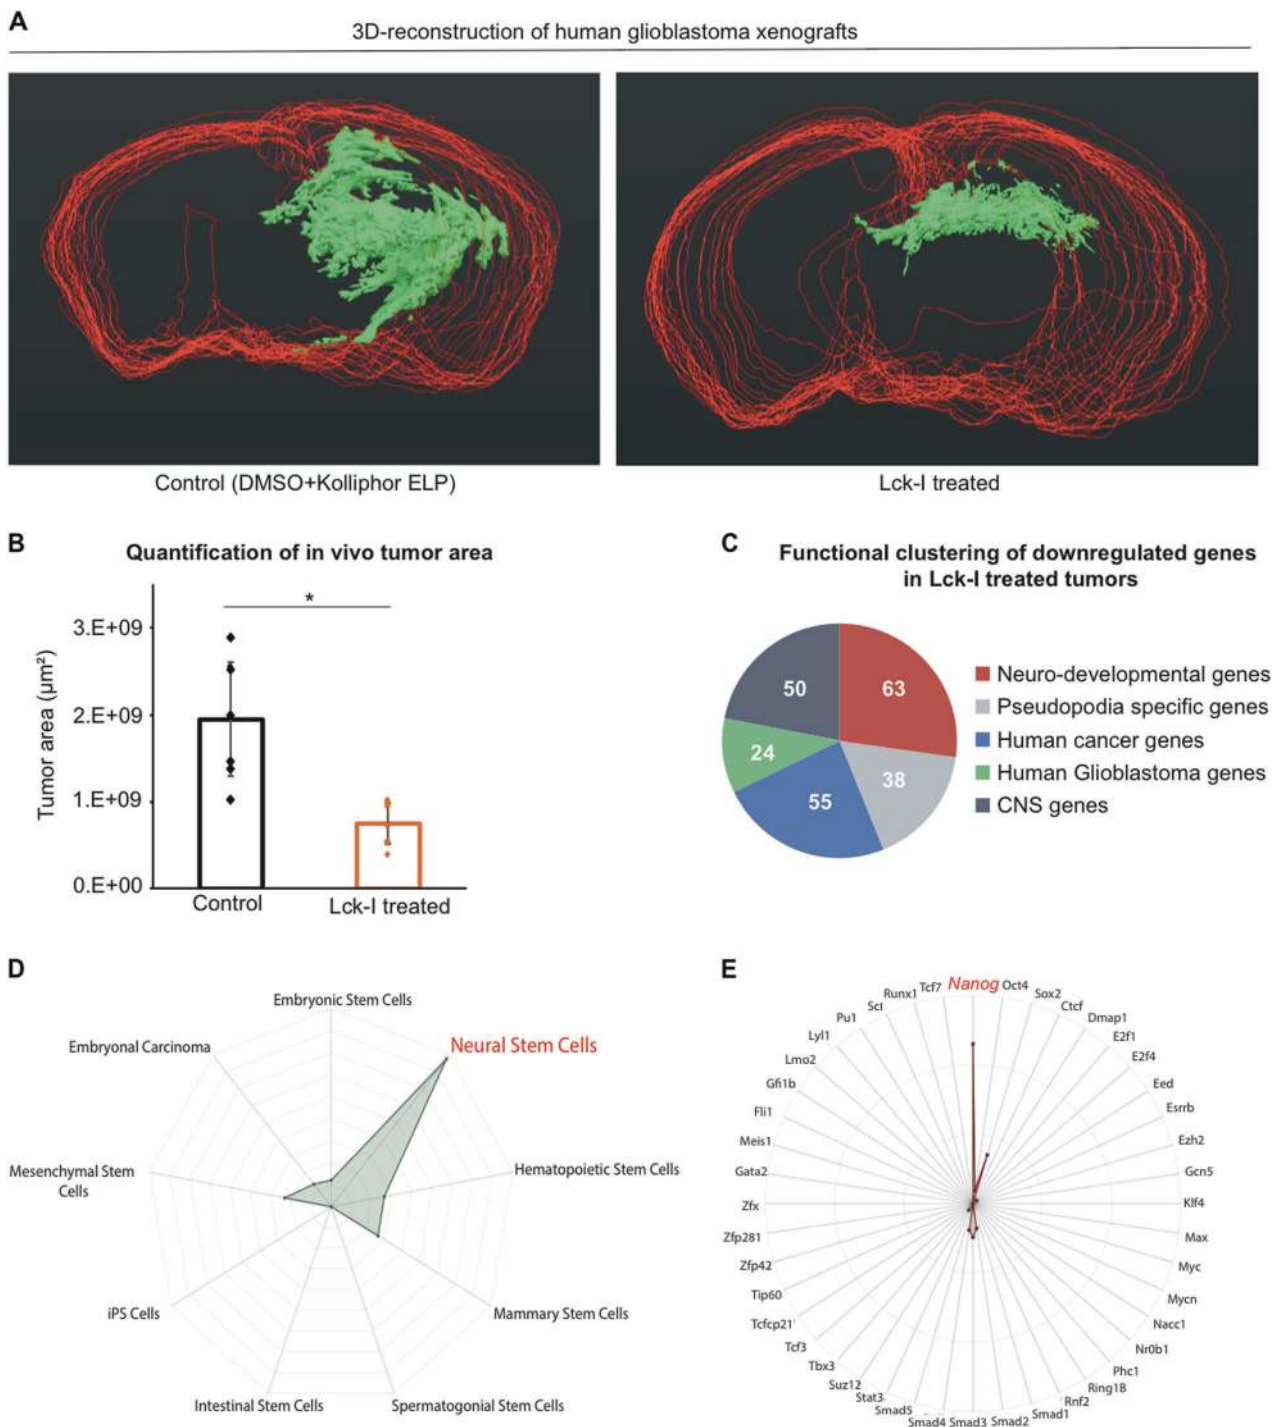 A
3D-reconstruction of human glioblastoma xenografts
Control (DMSO+Kolliphor ELP)
Lck-I treated
B
Quantification of in vivo tumor area
*
Tumor area (µm²)
3.E+09
2.E+09
1.E+09
0.E+00
Control
Lck-I treated
C
Functional clustering of downregulated genes
in Lck-I treated tumors
50
63
24
38
55
Neuro-developmental genes
Pseudopodia specific genes
Human cancer genes
Human Glioblastoma genes
CNS genes
D
Embryonic Stem Cells
Neural Stem Cells
Hematopoietic Stem Cells
Mammary Stem Cells
Spermatogonial Stem Cells
Intestinal Stem Cells
iPS Cells
Mesenchymal Stem
Cells
Embryonal Carcinoma
E
Nanog
Oct4
Sox2
Ctcf
Dmap1
E2f1
E2f4
Eed
Esrrb
Ezh2
Gcn5
Klf4
Max
Myc
Mycn
Nacc1
Nr0b1
Phc1
Ring1B
Rnf2
Smad1
Smad2
Smad3
Smad4
Smad5
Stat3
Suz12
Tbx3
Tcf3
Tcfcp21
Tip60
Zfp42
Zfp281
Zfx
Gata2
Meis1
Fli1
Gfi1b
Lmo2
Lyl1
Pu1
Scl
Runx1
Tcf7